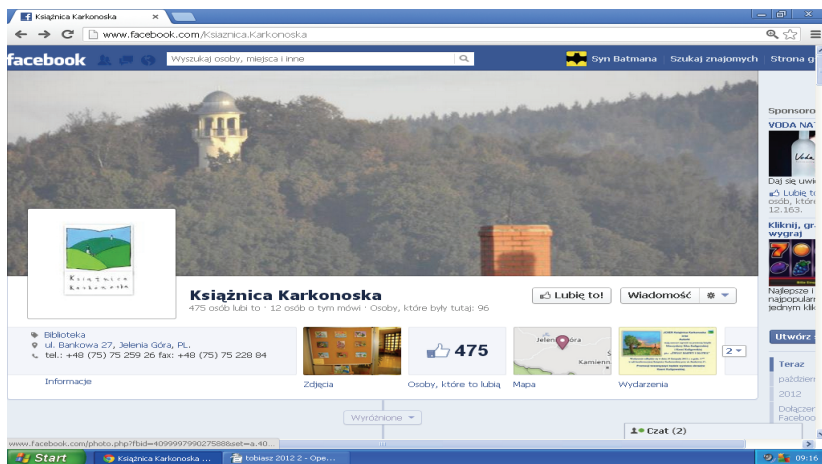 Książnica Karkonoska
www.facebook.com/Ksiaznica.Karkonoska
facebook
Wyszukaj osoby, miejsca i inne
Syn Batmana
Szukaj znajomych
Strona g
Sponsoro
VODA NA
Daj się uwi
Lubię to
osób, które
12.163.
Kliknij, gr
wygraj
Najlepsze i
najpopular
jednym klik
Utwórz
Książnica
Karkonoska
Książnica Karkonoska
475 osób lubi to · 12 osób o tym mówi · Osoby, które były tutaj: 96
Lubię to!
Wiadomość
Biblioteka
ul. Bankowa 27, Jelenia Góra, PL.
tel.: +48 (75) 75 259 26 fax: +48 (75) 75 228 84
Informacje
475
Zdjęcia
Osoby, które to lubią
Mapa
Wydarzenia
2
Teraz
październ
2012
Dołączer
Faceboo
Wyróżnione
Czat (2)
www.facebook.com/photo.php?fbid=409999799027588&set=a.40...
Start
Książnica Karkonoska ...
tobiasz 2012 2 - Ope...
09:16